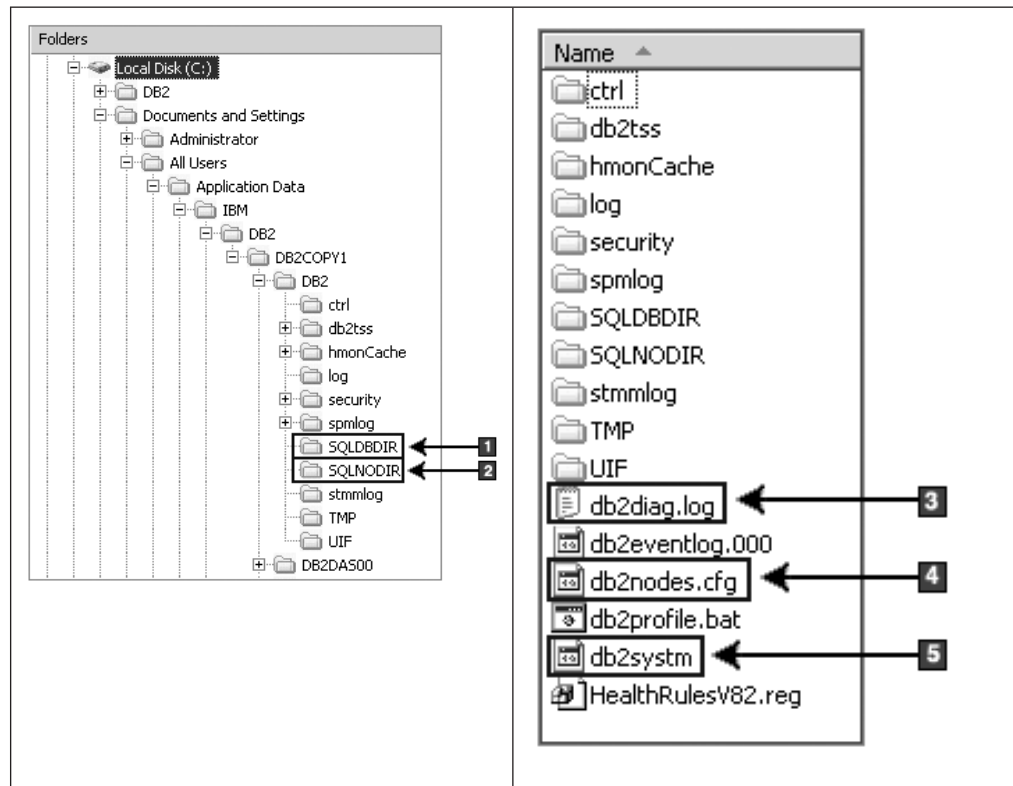 Folders
Local Disk (C:)
DB2
Documents and Settings
Administrator
All Users
Application Data
IBM
DB2
DB2COPY1
DB2
ctrl
db2tss
hmonCache
log
security
spmlog
SQLDBDIR 1
SQLNODIR 2
stmmlog
TMP
UIF
DB2DAS00
Name
ctrl
db2tss
hmonCache
log
security
spmlog
SQLDBDIR
SQLNODIR
stmmlog
TMP
UIF
db2diag.log 3
db2eventlog.000
db2nodes.cfg 4
db2profile.bat
db2systm 5
HealthRulesV82.reg